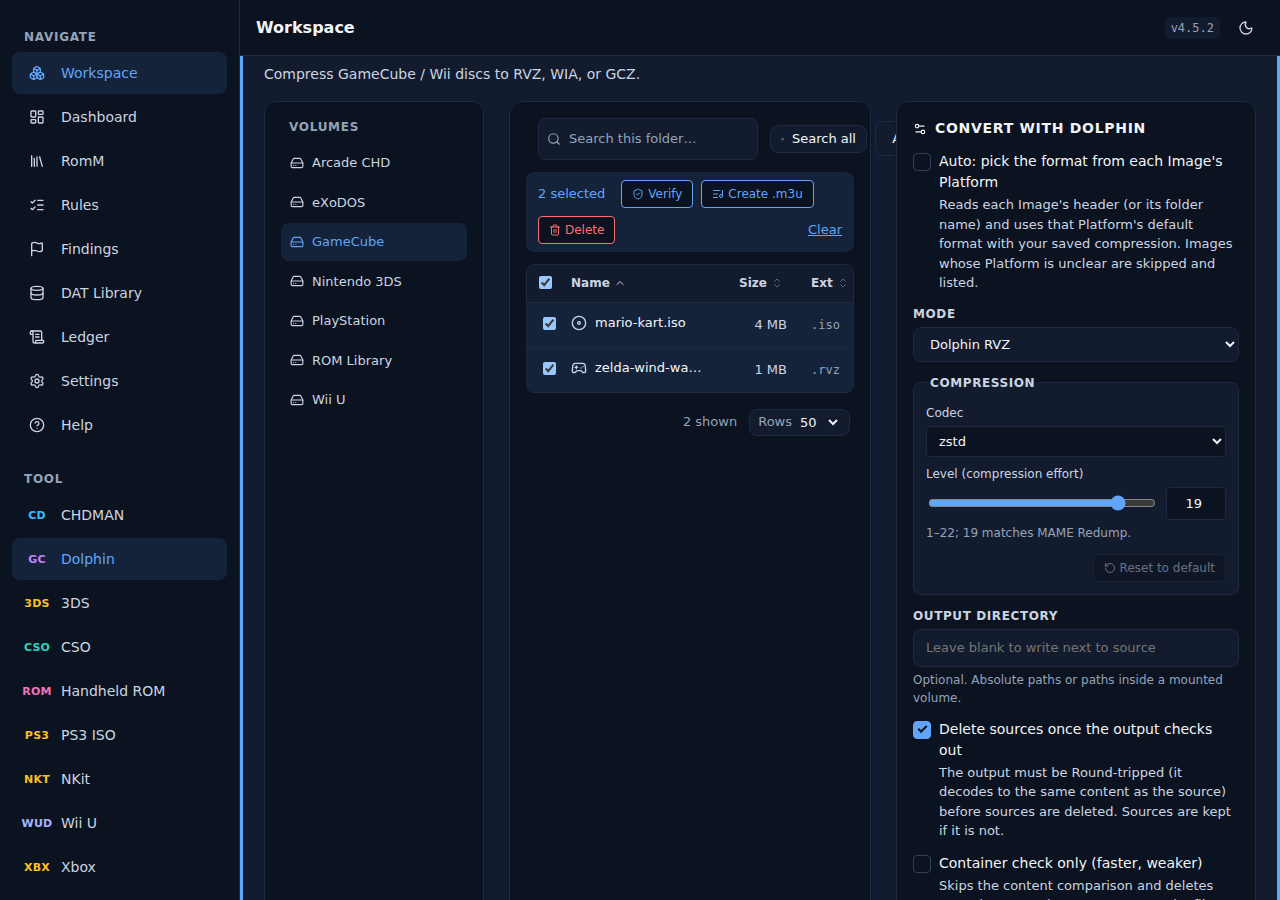 NAVIGATE
Workspace
Dashboard
RomM
Rules
Findings
DAT Library
Ledger
Settings
Help
TOOL
CD CHDMAN
GC Dolphin
3DS 3DS
CSO CSO
ROM Handheld ROM
PS3 PS3 ISO
NKT NKit
WUD Wii U
XBX Xbox
Workspace
v4.5.2
Compress GameCube / Wii discs to RVZ, WIA, or GCZ.
VOLUMES
Arcade CHD
eXoDOS
GameCube
Nintendo 3DS
PlayStation
ROM Library
Wii U
Search this folder…
Search all
2 selected
Verify
Create .m3u
Delete
Clear
Name Size Ext
mario-kart.iso 4 MB .iso
zelda-wind-wa… 1 MB .rvz
2 shown Rows 50
CONVERT WITH DOLPHIN
Auto: pick the format from each Image's
Platform
Reads each Image's header (or its folder
name) and uses that Platform's default
format with your saved compression. Images
whose Platform is unclear are skipped and
listed.
MODE
Dolphin RVZ
COMPRESSION
Codec
zstd
Level (compression effort)
19
1–22; 19 matches MAME Redump.
Reset to default
OUTPUT DIRECTORY
Leave blank to write next to source
Optional. Absolute paths or paths inside a mounted
volume.
Delete sources once the output checks
out
The output must be Round-tripped (it
decodes to the same content as the source)
before sources are deleted. Sources are kept
if it is not.
Container check only (faster, weaker)
Skips the content comparison and deletes